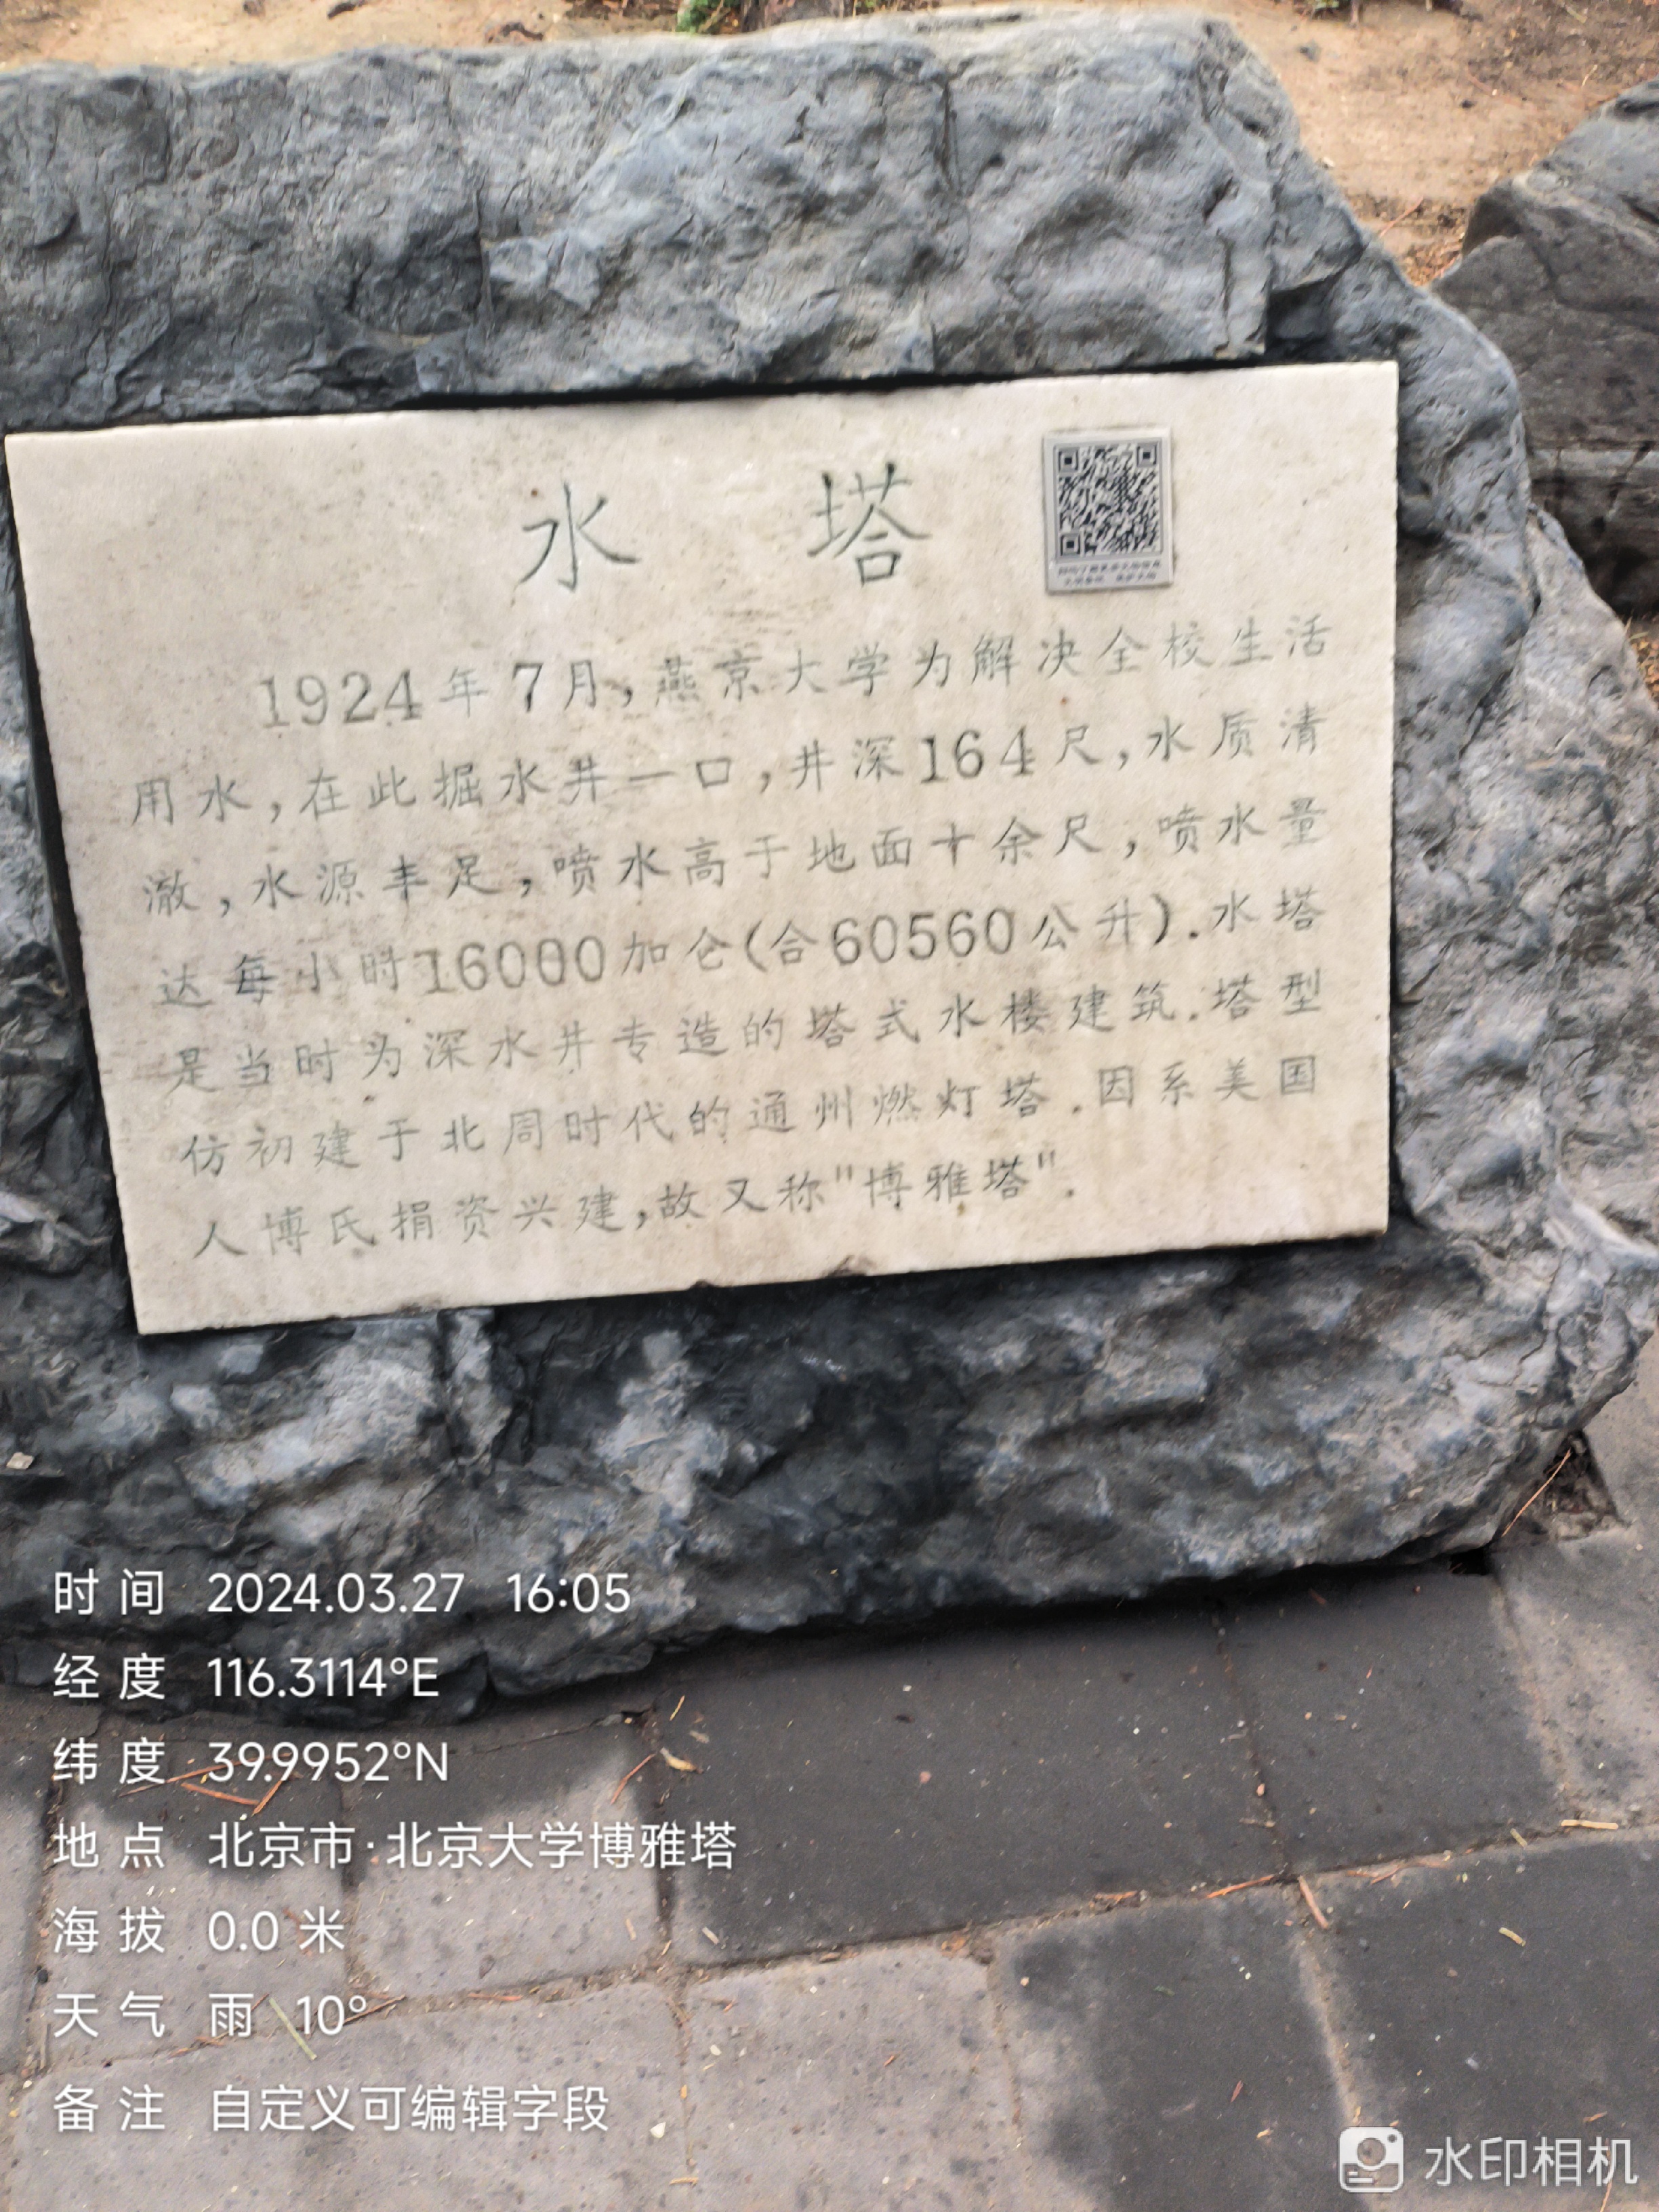 水 塔
1924年7月,燕京大学为解决全校生活
用水,在此掘水井一口,井深164尺,水质清
澈,水源丰足,喷水高于地面十余尺,喷水量
达每小时16000加仑(合60560公升).水塔
是当时为深水井专造的塔式水楼建筑.塔型
仿初建于北周时代的通州燃灯塔.因系美国
人博氏捐资兴建,故又称"博雅塔".
时间 2024.03.27 16:05
经度 116.3114°E
纬度 39.9952°N
地点 北京市·北京大学博雅塔
海拔 0.0 米
天气 雨 10°
备注 自定义可编辑字段
水印相机